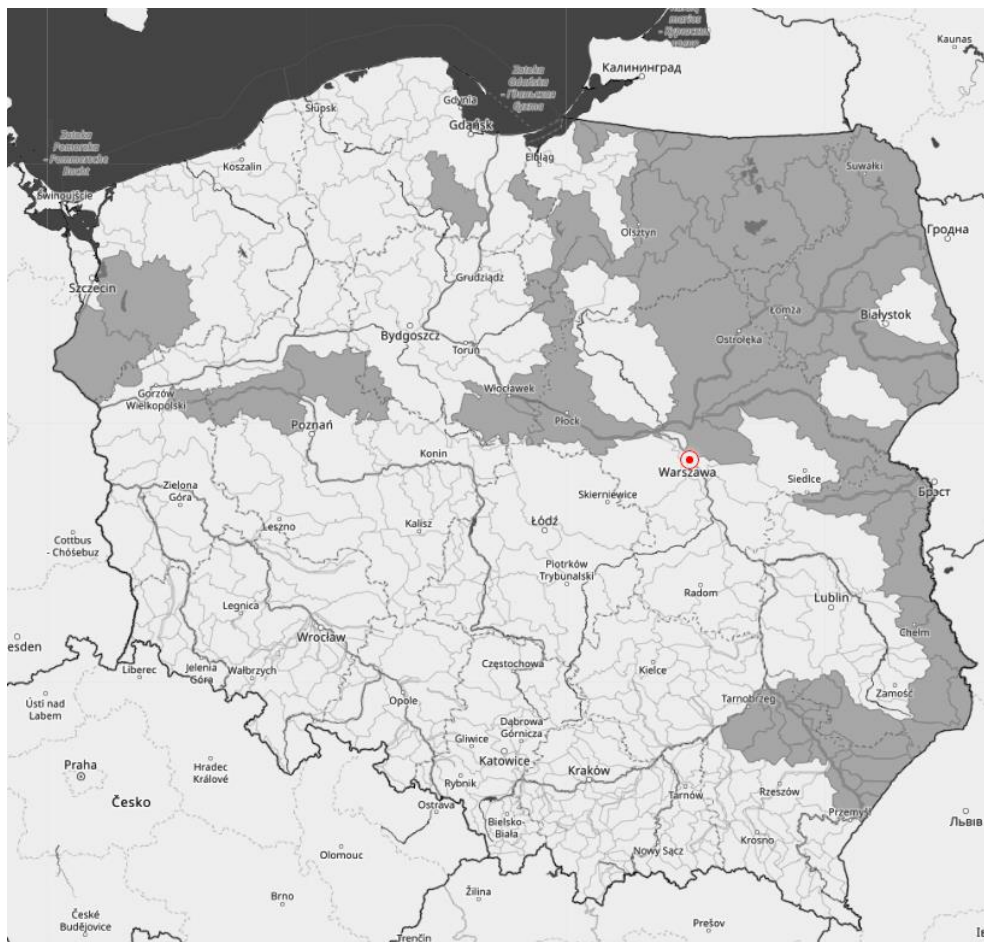 Zatoka
Gdańska
- Гданьская
бухта
Kaunas
Калининград
Gdynia
Gdańsk
Słupsk
Zatoka
Pomorska
- Pommersche
Bucht
Koszalin
Elbląg
Suwałki
Świnoujście
Olsztyn
Гродна
Szczecin
Grudziądz
Łomża
Białystok
Bydgoszcz
Ostrołęka
Toruń
Włocławek
Gorzów
Wielkopolski
Płock
Poznań
Konin
Warszawa
Siedlce
Брэст
Zielona
Góra
Skierniewice
Leszno
Kalisz
Łódź
Cottbus
- Chóśebuz
Piotrków
Trybunalski
Radom
Legnica
Lublin
esden
Wrocław
Chełm
Liberec
Jelenia
Góra
Wałbrzych
Częstochowa
Kielce
Ústí nad
Labem
Opole
Tarnobrzeg
Zamość
Dąbrowa
Górnicza
Gliwice
Katowice
Praha
Hradec
Králové
Rybnik
Kraków
Tarnów
Rzeszów
Česko
Ostrava
Bielsko-
Biała
Przemyśl
Львів
Krosno
Nowy Sącz
Olomouc
Brno
Žilina
České
Budějovice
Prešov
Trenčín